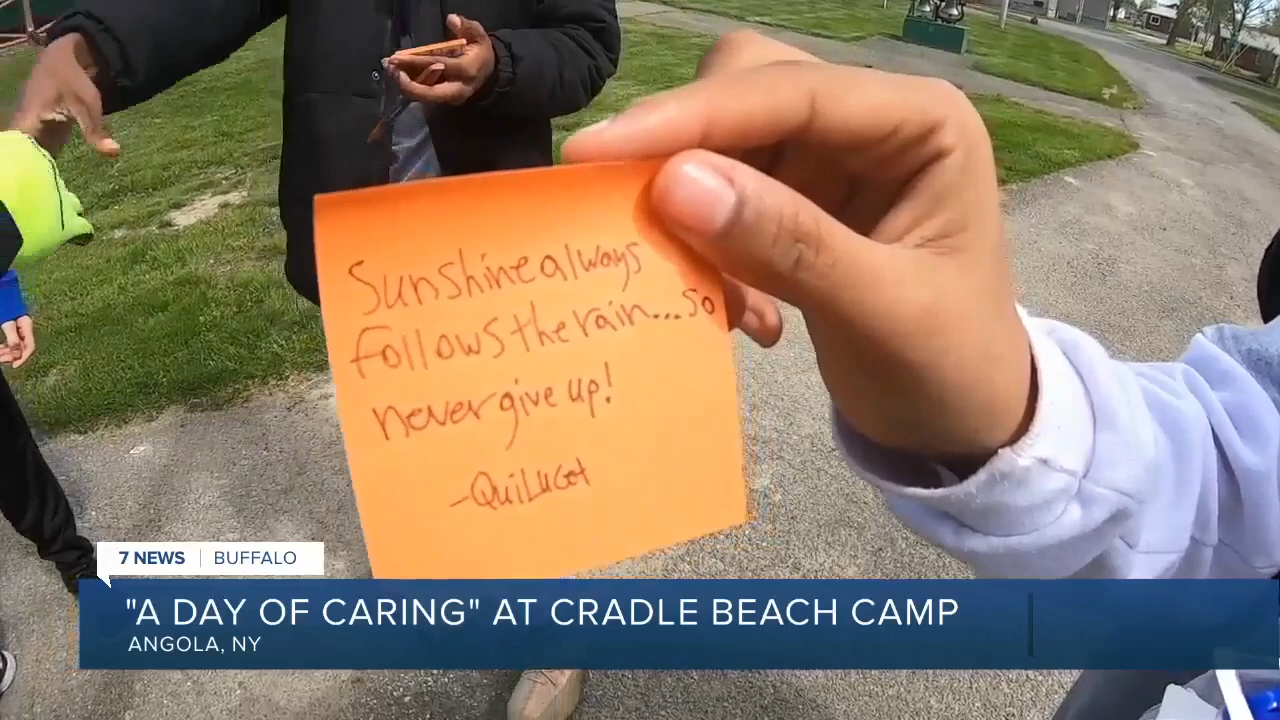 Sunshine always
follows the rain... so
never give up!
7 NEWS | BUFFALO
"A DAY OF CARING" AT CRADLE BEACH CAMP
ANGOLA, NY